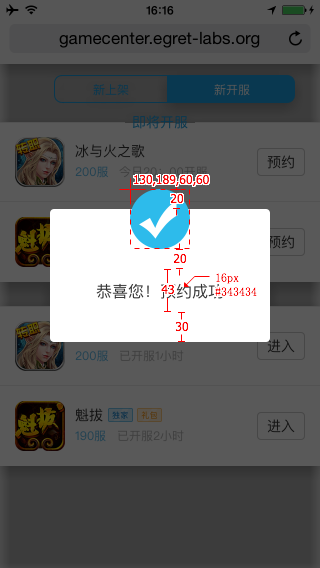 16:16
gamecenter.egret-labs.org
新上架
新开服
即将开服
冰与火之歌
200服 今日20:00开服
预约
130,189,60,60
20
预约
20
恭喜您！预约成功
43
16px
#343434
30
200服 已开服1小时
进入
魁拔 独家 礼包
190服 已开服2小时
进入